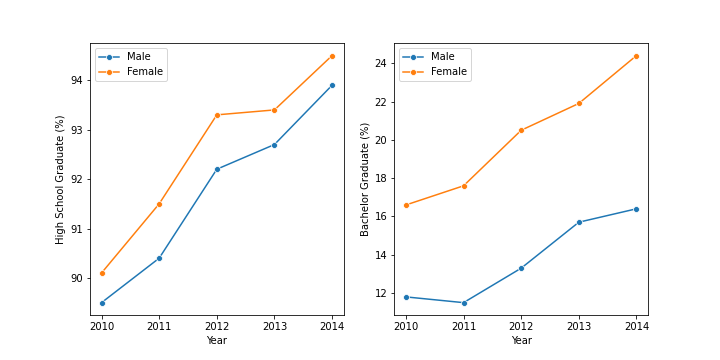 Male
Female
High School Graduate (%)
94
93
92
91
90
2010 2011 2012 2013 2014
Year
Male
Female
Bachelor Graduate (%)
24
22
20
18
16
14
12
2010 2011 2012 2013 2014
Year